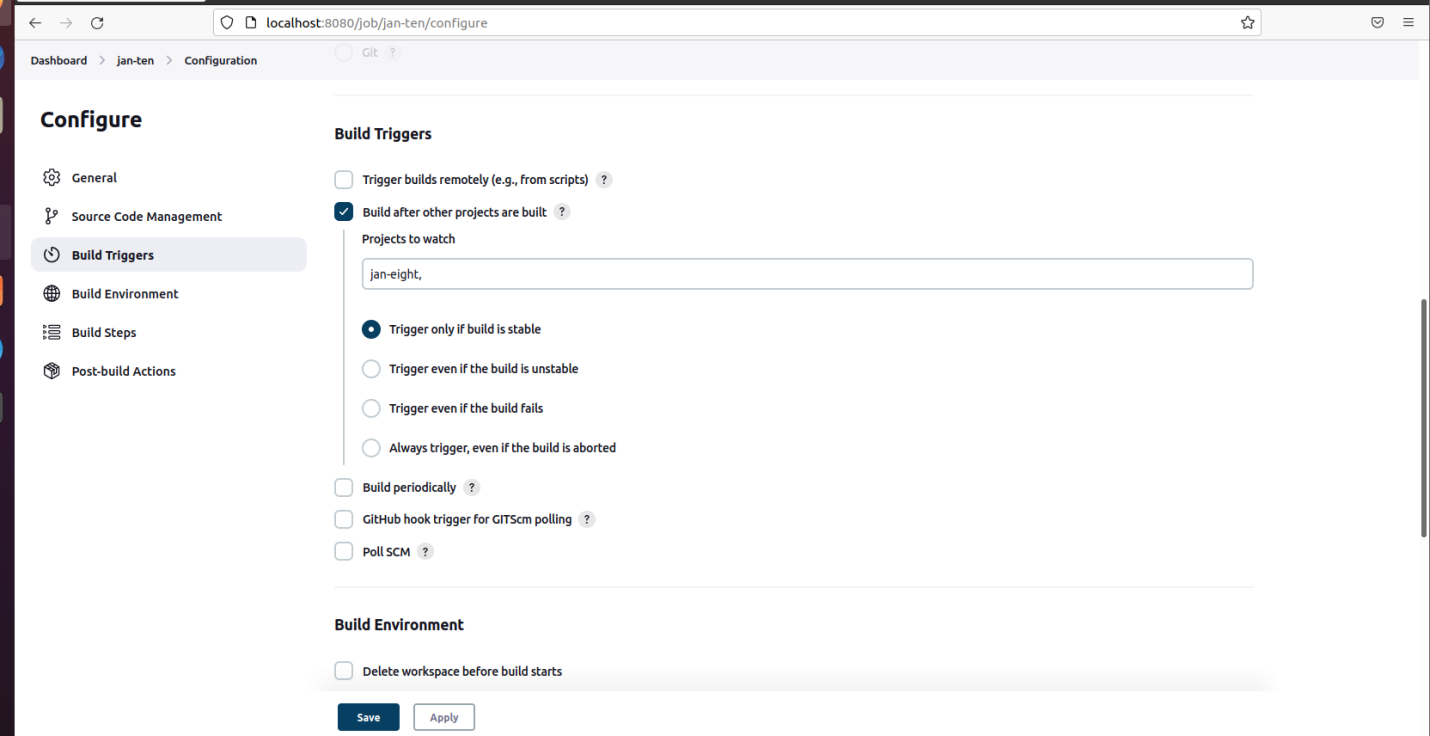 localhost:8080/job/jan-ten/configure
Dashboard > jan-ten > Configuration
Git ?
Configure
General
Source Code Management
Build Triggers
Build Environment
Build Steps
Post-build Actions
Build Triggers
Trigger builds remotely (e.g., from scripts) ?
Build after other projects are built ?
Projects to watch
jan-eight,
Trigger only if build is stable
Trigger even if the build is unstable
Trigger even if the build fails
Always trigger, even if the build is aborted
Build periodically ?
GitHub hook trigger for GITScm polling ?
Poll SCM ?
Build Environment
Delete workspace before build starts
Save Apply